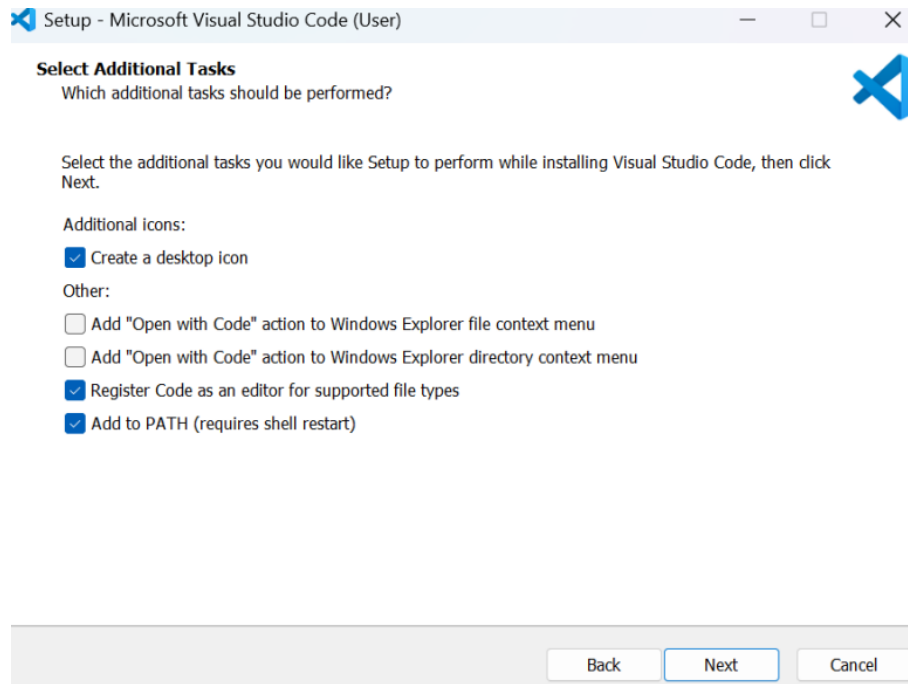 Setup - Microsoft Visual Studio Code (User)
Select Additional Tasks
Which additional tasks should be performed?
Select the additional tasks you would like Setup to perform while installing Visual Studio Code, then click
Next.
Additional icons:
Create a desktop icon
Other:
Add "Open with Code" action to Windows Explorer file context menu
Add "Open with Code" action to Windows Explorer directory context menu
Register Code as an editor for supported file types
Add to PATH (requires shell restart)
Back Next Cancel